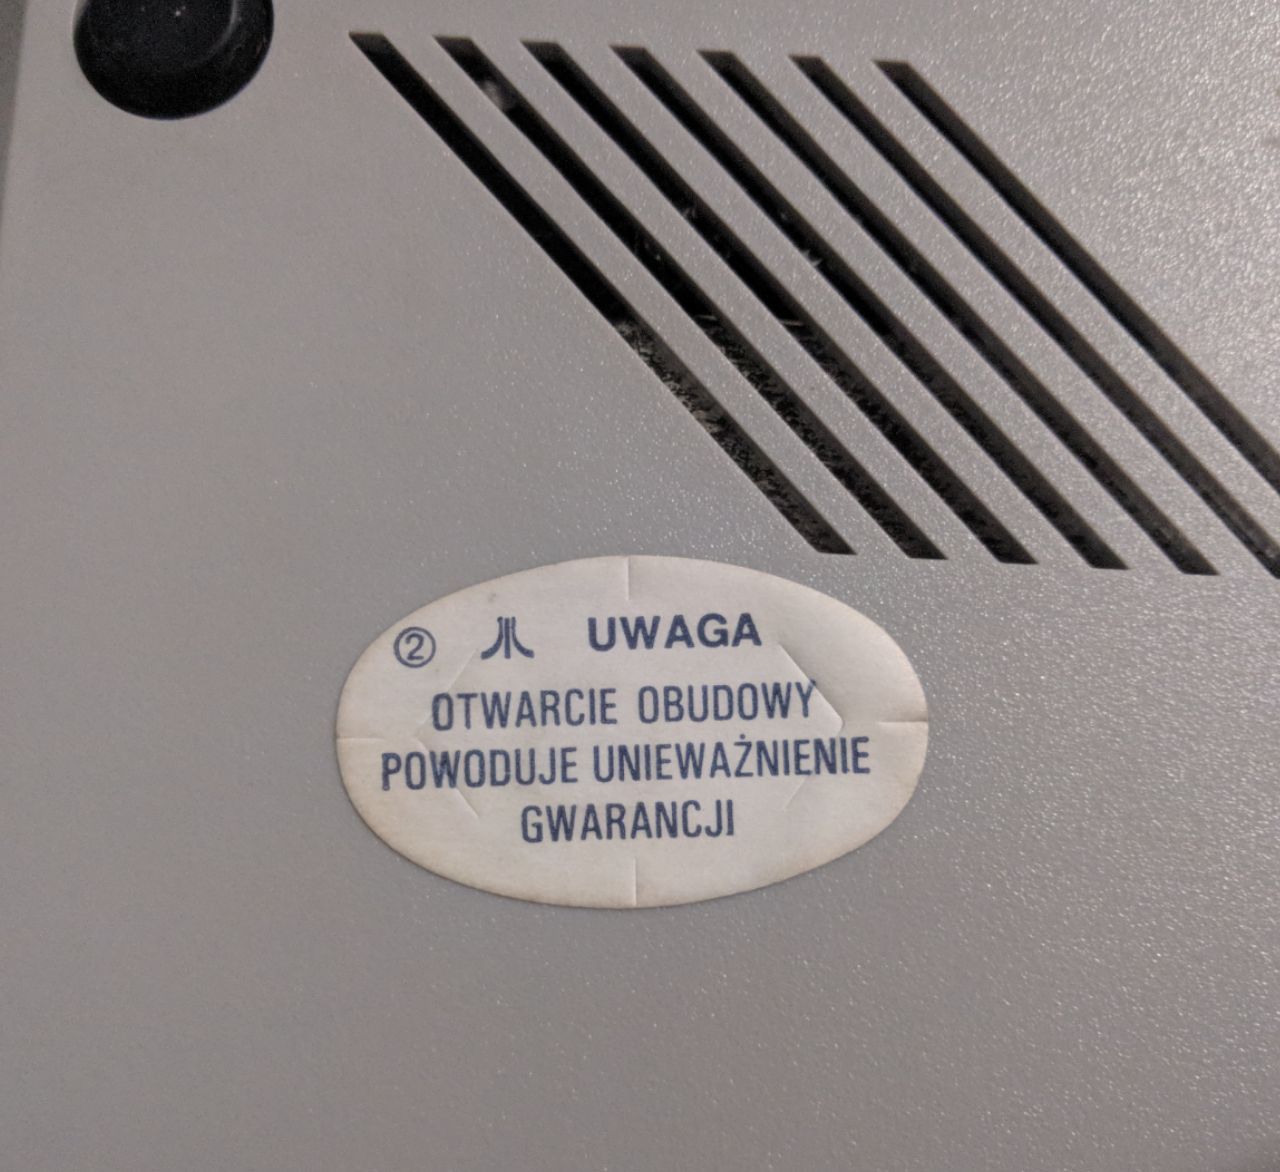 ② UWAGA
OTWARCIE OBUDOWY
POWODUJE UNIEWAŻNIENIE
GWARANCJI